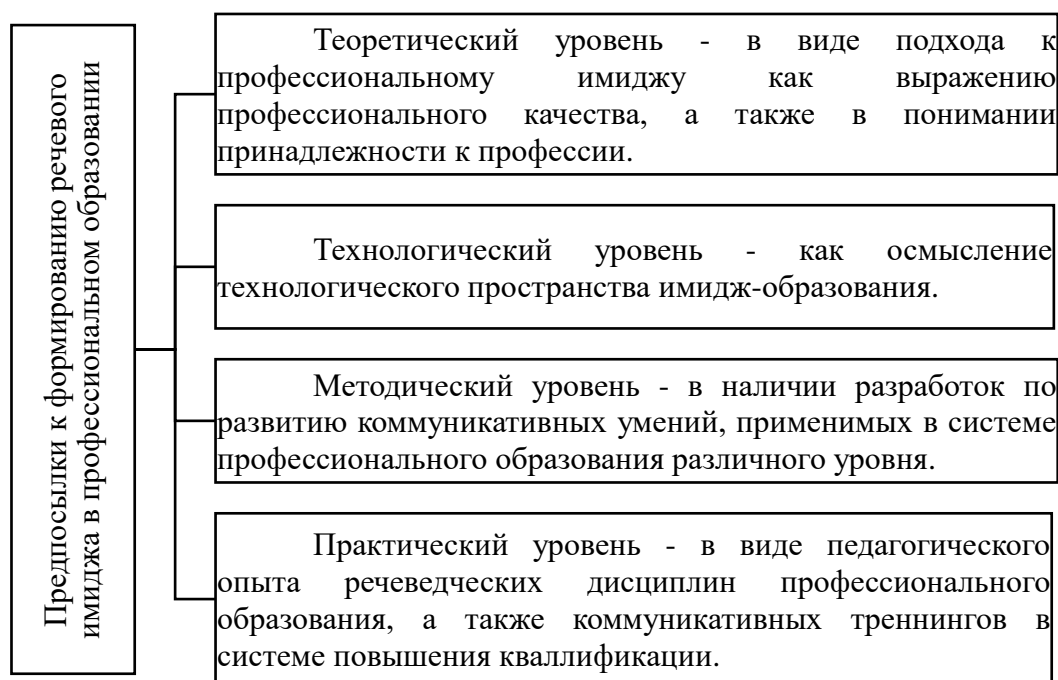 Предпосылки к формированию речевого
имиджа в профессиональном образовании
Теоретический уровень - в виде подхода к
профессиональному имиджу как выражению
профессионального качества, а также в понимании
принадлежности к профессии.
Технологический уровень - как осмысление
технологического пространства имидж-образования.
Методический уровень - в наличии разработок по
развитию коммуникативных умений, применимых в системе
профессионального образования различного уровня.
Практический уровень - в виде педагогического
опыта речеведческих дисциплин профессионального
образования, а также коммуникативных треннингов в
системе повышения кваллификации.